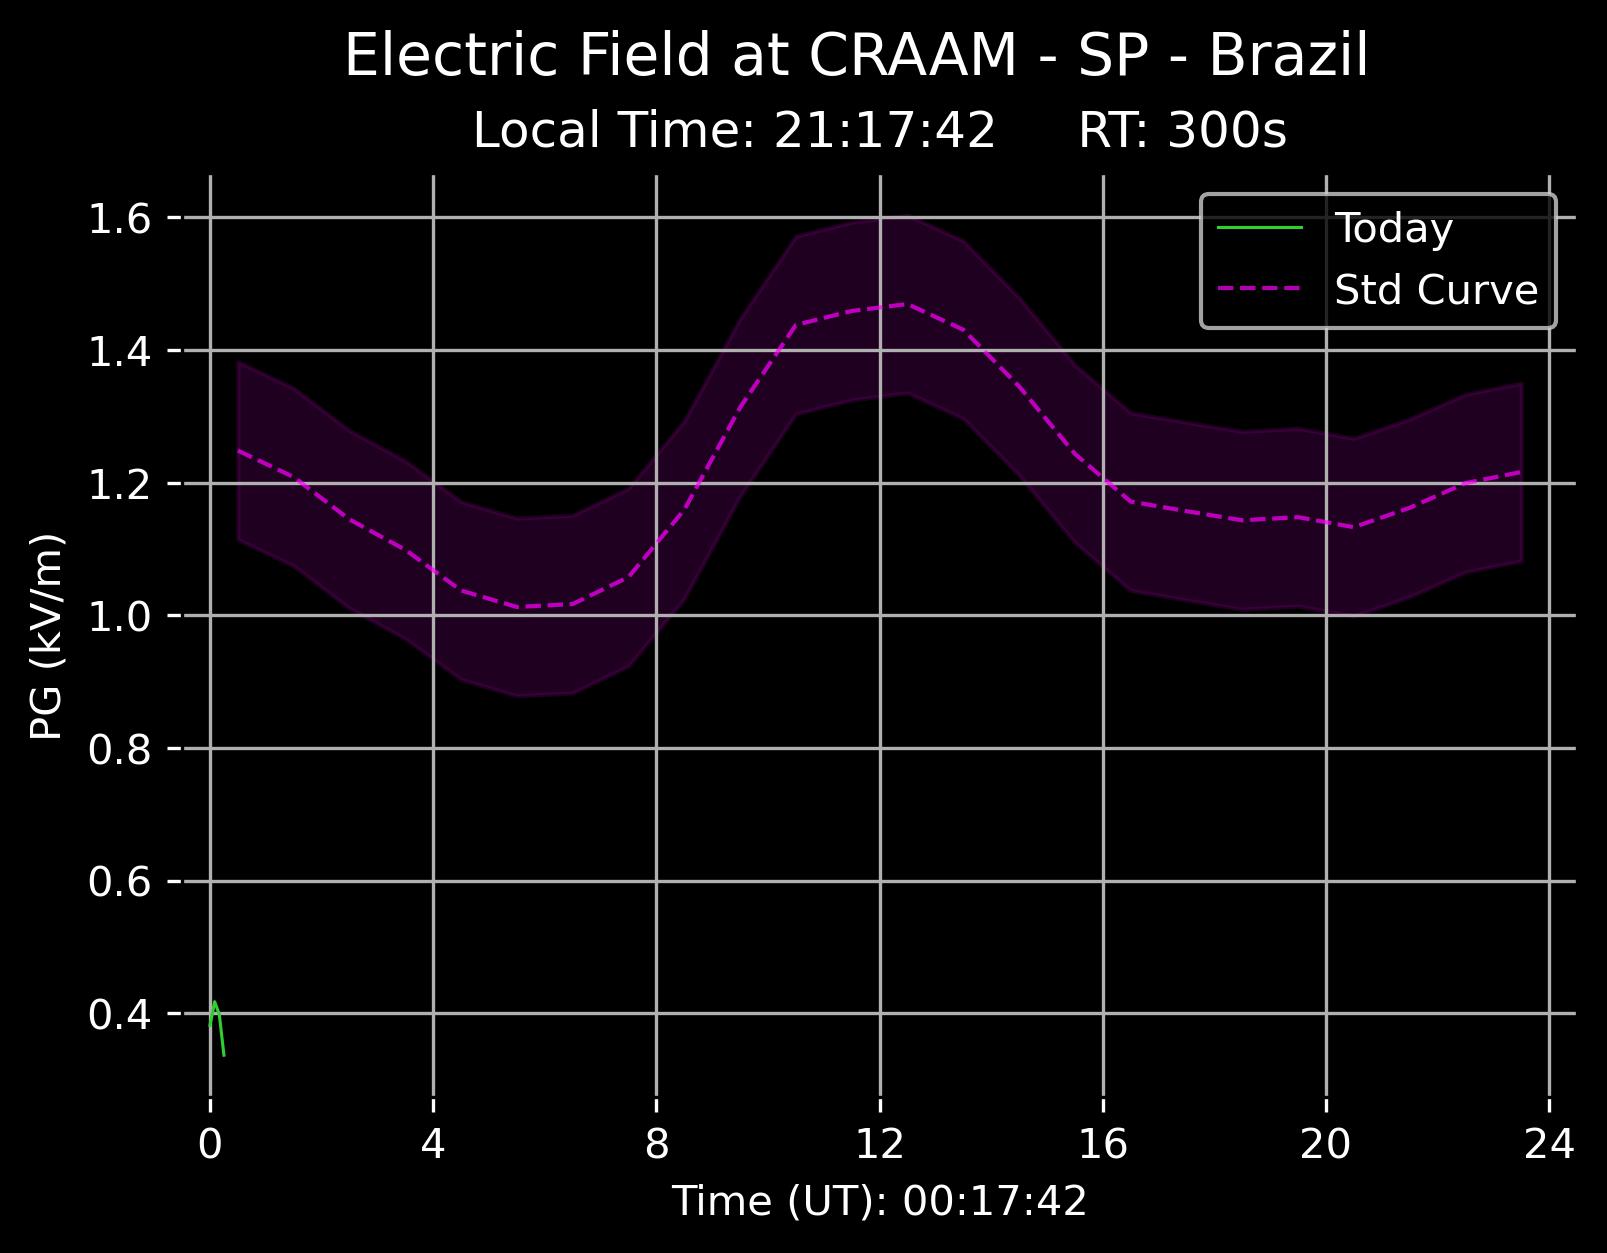 Electric Field at CRAAM - SP - Brazil
Local Time: 21:17:42 RT: 300s
Today
Std Curve
PG (kV/m)
1.6
1.4
1.2
1.0
0.8
0.6
0.4
0 4 8 12 16 20 24
Time (UT): 00:17:42